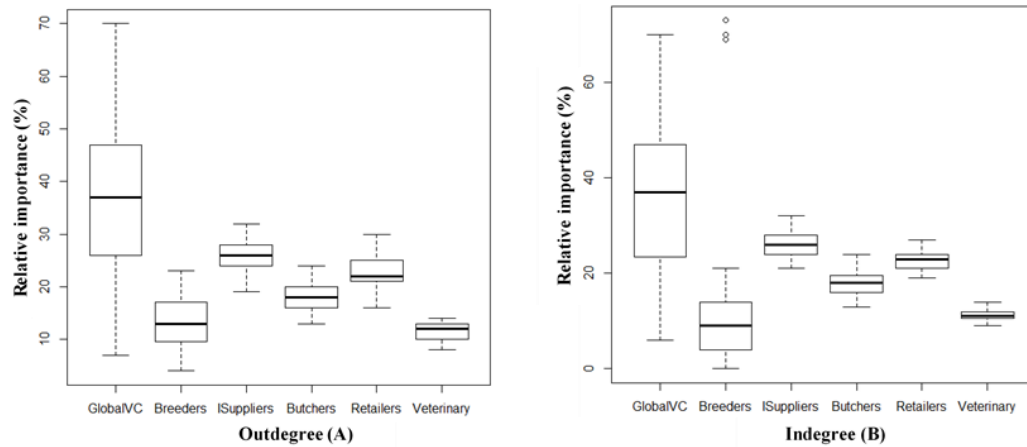 Relative importance (%)
70
60
50
40
30
20
10
GlobalVC Breeders ISuppliers Butchers Retailers Veterinary
Outdegree (A)
Relative importance (%)
60
40
20
0
GlobalVC Breeders ISuppliers Butchers Retailers Veterinary
Indegree (B)